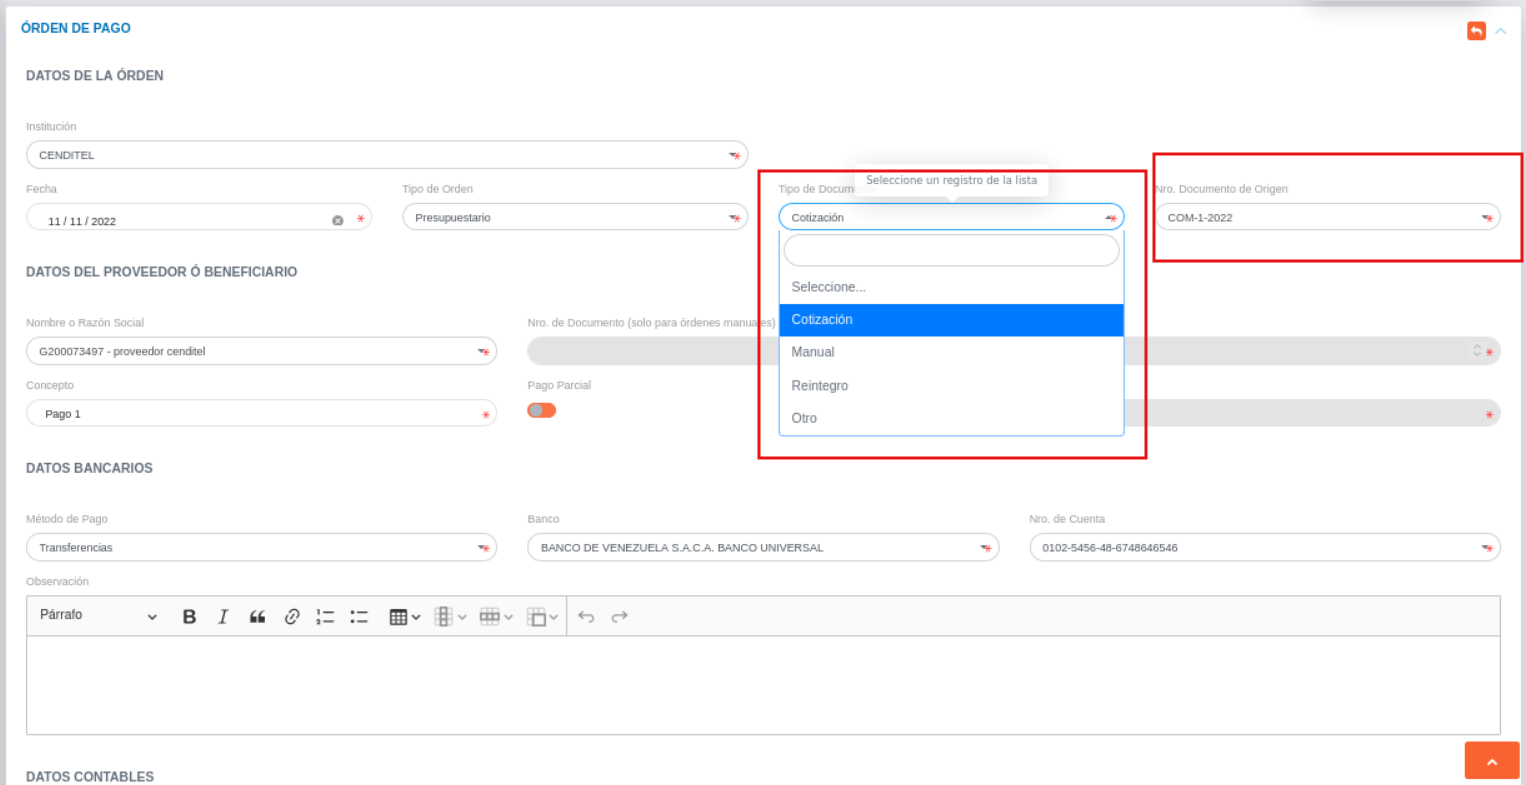 ÓRDEN DE PAGO
DATOS DE LA ÓRDEN
Institución
CENDITEL
Fecha
Tipo de Orden
Tipo de Docum
Seleccione un registro de la lista
Nro. Documento de Origen
11 / 11 / 2022
Presupuestario
Cotización
COM-1-2022
Seleccione...
Cotización
Manual
Reintegro
Otro
DATOS DEL PROVEEDOR Ó BENEFICIARIO
Nombre o Razón Social
Nro. de Documento (solo para órdenes manuales)
G200073497 - proveedor cenditel
Concepto
Pago Parcial
Pago 1
DATOS BANCARIOS
Método de Pago
Banco
Nro. de Cuenta
Transferencias
BANCO DE VENEZUELA S.A.C.A. BANCO UNIVERSAL
0102-5456-48-6748646546
Observación
Párrafo
DATOS CONTABLES